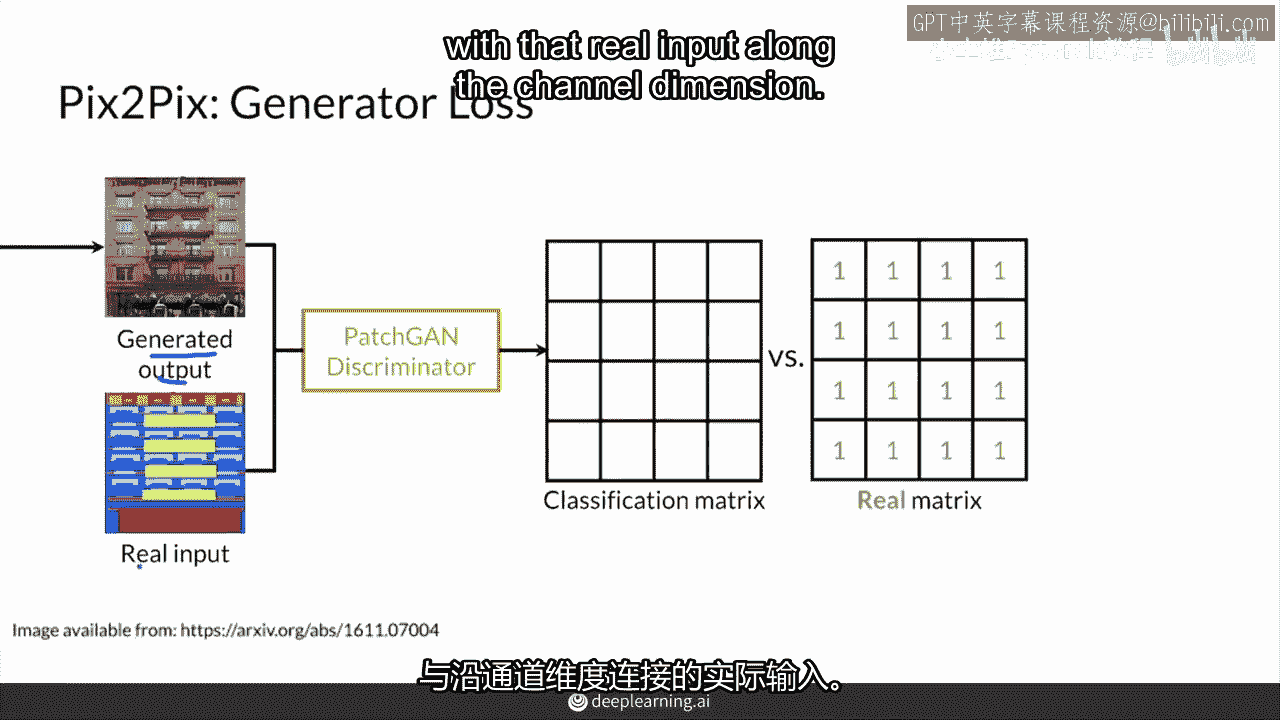 GPT中英字幕课程资源@bilibili.com
with that real input along
the channel dimension.
Pix2Pix: Generator Loss
Generated
output
Real input
PatchGAN
Discriminator
Classification matrix
vs.
1 1 1 1
1 1 1 1
1 1 1 1
1 1 1 1
Real matrix
Image available from: https://arxiv.org/abs/1611.07004
与沿通道维度连接的实际输入。
deeplearning.ai